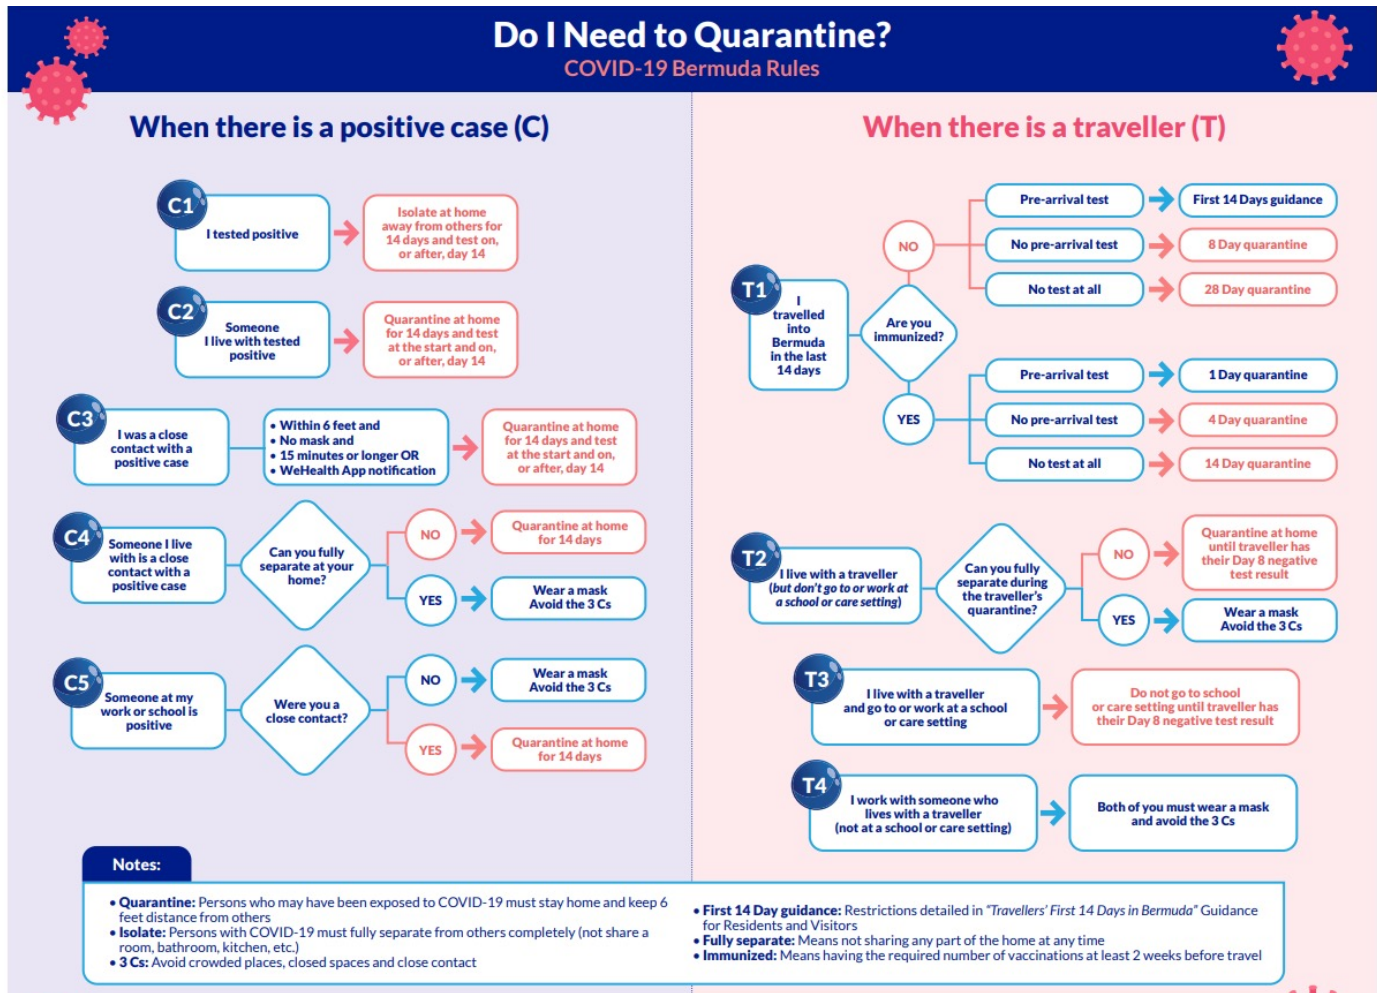 Do I Need to Quarantine?
COVID-19 Bermuda Rules
When there is a positive case (C)
C1
I tested positive
Isolate at home
away from others for
14 days and test on,
or after, day 14
C2
Someone
I live with tested
positive
Quarantine at home
for 14 days and test
at the start and on,
or after, day 14
C3
I was a close
contact with a
positive case
• Within 6 feet and
• No mask and
• 15 minutes or longer OR
• WeHealth App notification
Quarantine at home
for 14 days and test
at the start and on,
or after, day 14
C4
Someone I live
with is a close
contact with a
positive case
Can you fully
separate at your
home?
NO
Quarantine at home
for 14 days
YES
Wear a mask
Avoid the 3 Cs
C5
Someone at my
work or school is
positive
Were you a
close contact?
NO
Wear a mask
Avoid the 3 Cs
YES
Quarantine at home
for 14 days
When there is a traveller (T)
T1
I
travelled
into
Bermuda
in the last
14 days
Are you
immunized?
NO
Pre-arrival test
First 14 Days guidance
No pre-arrival test
8 Day quarantine
No test at all
28 Day quarantine
YES
Pre-arrival test
1 Day quarantine
No pre-arrival test
4 Day quarantine
No test at all
14 Day quarantine
T2
I live with a traveller
(but don't go to or work at
a school or care setting)
Can you fully
separate during
the traveller's
quarantine?
NO
Quarantine at home
until traveller has
their Day 8 negative
test result
YES
Wear a mask
Avoid the 3 Cs
T3
I live with a traveller
and go to or work at a school
or care setting
Do not go to school
or care setting until traveller has
their Day 8 negative test result
T4
I work with someone who
lives with a traveller
(not at a school or care setting)
Both of you must wear a mask
and avoid the 3 Cs
Notes:
• Quarantine: Persons who may have been exposed to COVID-19 must stay home and keep 6
feet distance from others
• Isolate: Persons with COVID-19 must fully separate from others completely (not share a
room, bathroom, kitchen, etc.)
• 3 Cs: Avoid crowded places, closed spaces and close contact
• First 14 Day guidance: Restrictions detailed in "Travellers' First 14 Days in Bermuda" Guidance
for Residents and Visitors
• Fully separate: Means not sharing any part of the home at any time
• Immunized: Means having the required number of vaccinations at least 2 weeks before travel